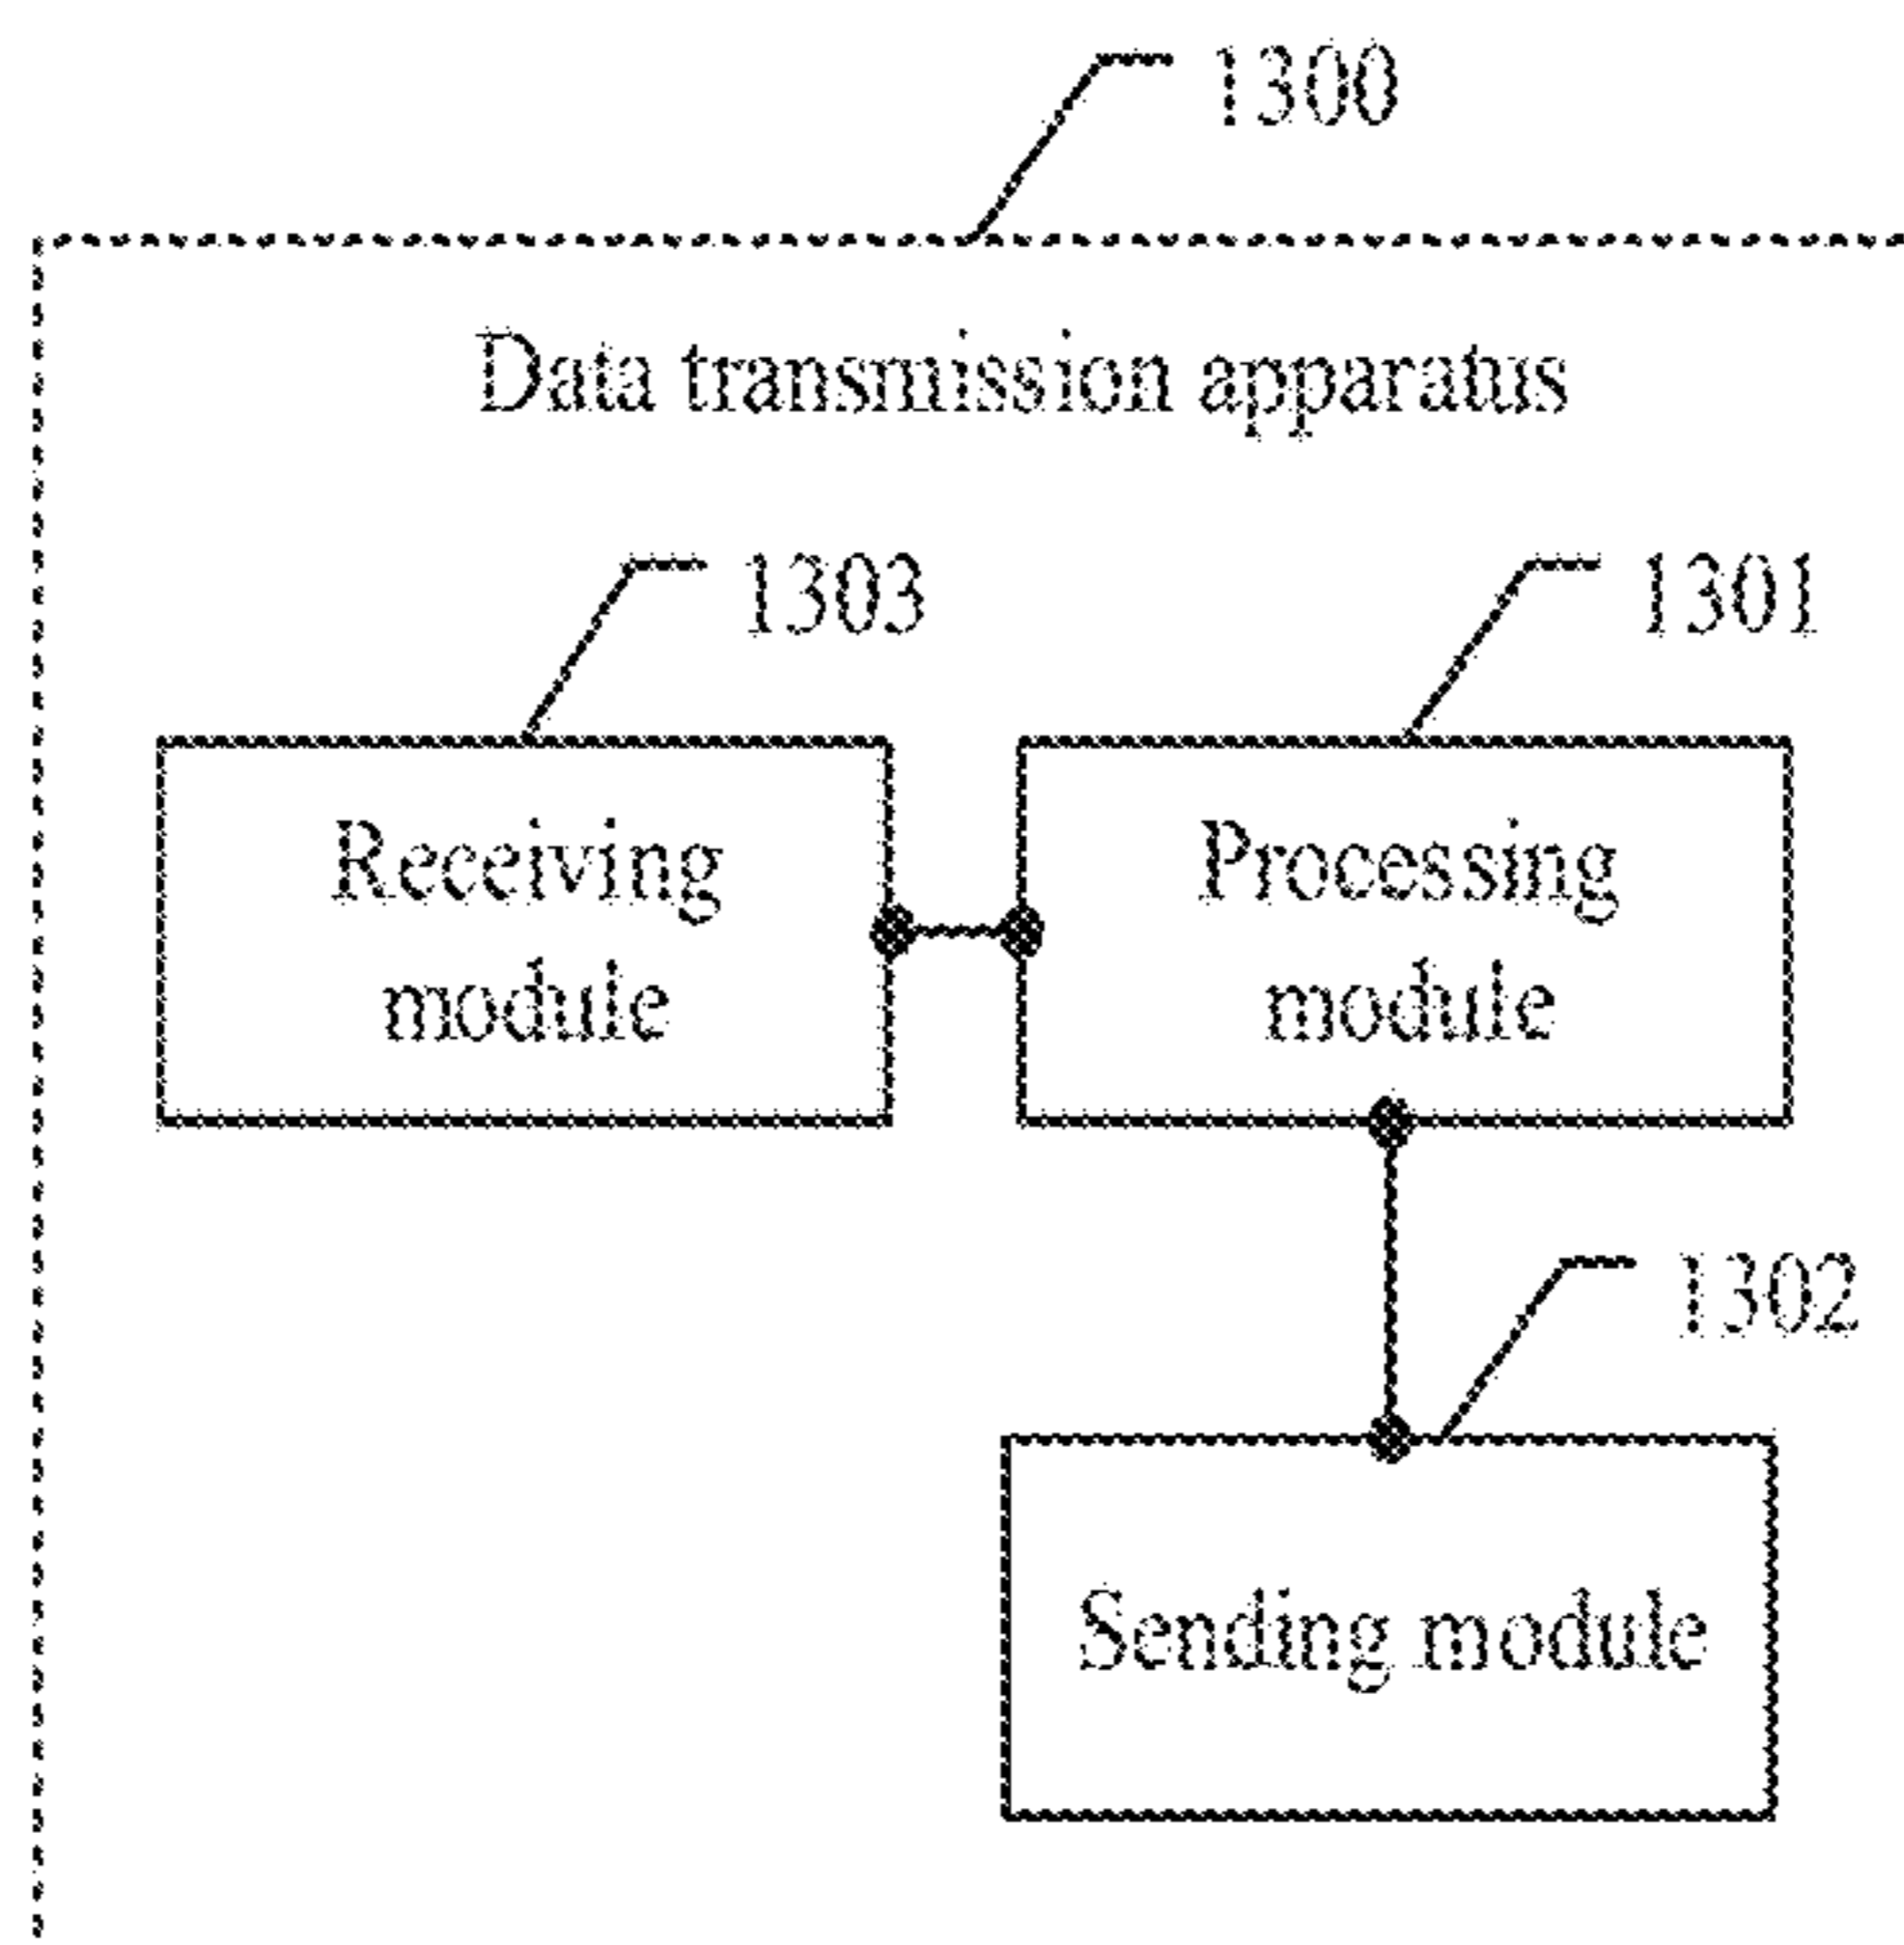 1300
Data transmission apparatus
1303
1301
Receiving
module
Processing
module
1302
Sending module